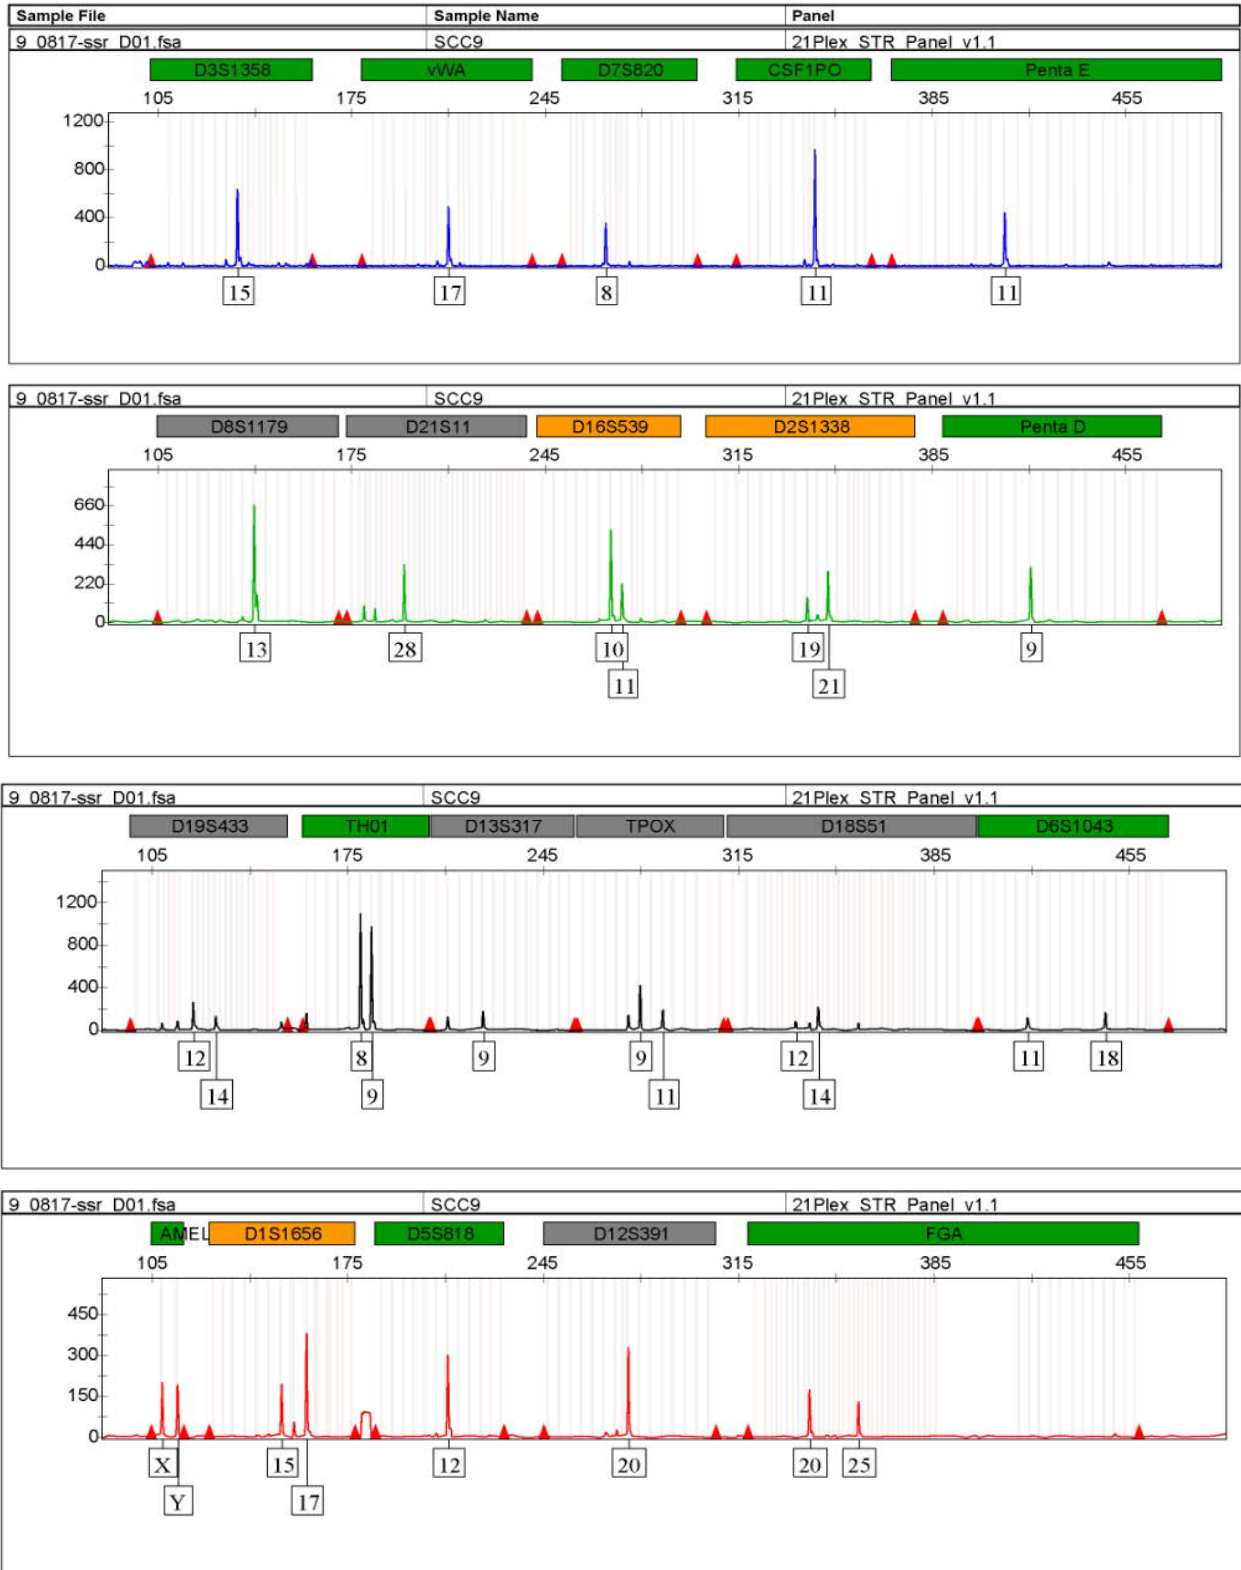 Sample File Sample Name Panel
9_0817-ssr_D01.fsa SCC9 21Plex_STR_Panel_v1.1
D3S1358 vWA D7S820 CSF1PO Penta E
105 175 245 315 385 455
1200
800
400
0
15 17 8 11 11
9_0817-ssr_D01.fsa SCC9 21Plex_STR_Panel_v1.1
D8S1179 D21S11 D16S539 D2S1338 Penta D
105 175 245 315 385 455
660
440
220
0
13 28 10 19 9
11 21
9_0817-ssr_D01.fsa SCC9 21Plex_STR_Panel_v1.1
D19S433 TH01 D13S317 TPOX D18S51 D6S1043
105 175 245 315 385 455
1200
800
400
0
12 8 9 9 12 11 18
14 9 11 14
9_0817-ssr_D01.fsa SCC9 21Plex_STR_Panel_v1.1
AMEL D1S1656 D5S818 D12S391 FGA
105 175 245 315 385 455
450
300
150
0
X 15 12 20 20 25
Y 17